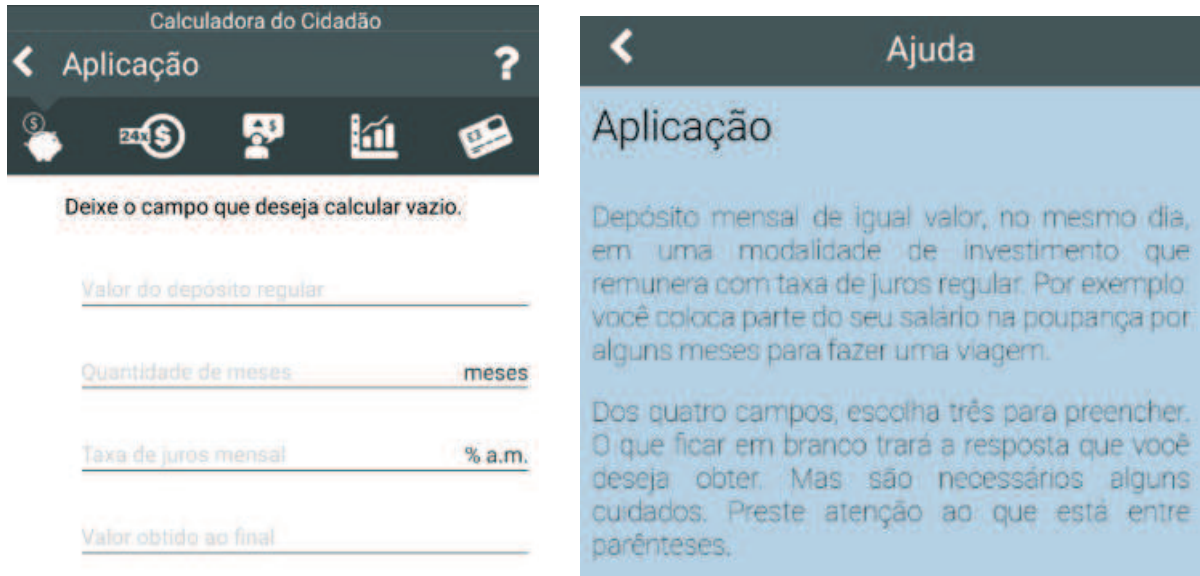 Calculadora do Cidadão
Aplicação
?
$
24x $
$
Deixe o campo que deseja calcular vazio.
Valor do depósito regular
Quantidade de meses
meses
Taxa de juros mensal
% a.m.
Valor obtido ao final
Ajuda
Aplicação
Depósito mensal de igual valor, no mesmo dia,
em uma modalidade de investimento que
remunera com taxa de juros regular. Por exemplo:
você coloca parte do seu salário na poupança por
alguns meses para fazer uma viagem.
Dos quatro campos, escolha três para preencher.
O que ficar em branco trará a resposta que você
deseja obter. Mas são necessários alguns
cuidados. Preste atenção ao que está entre
parênteses.